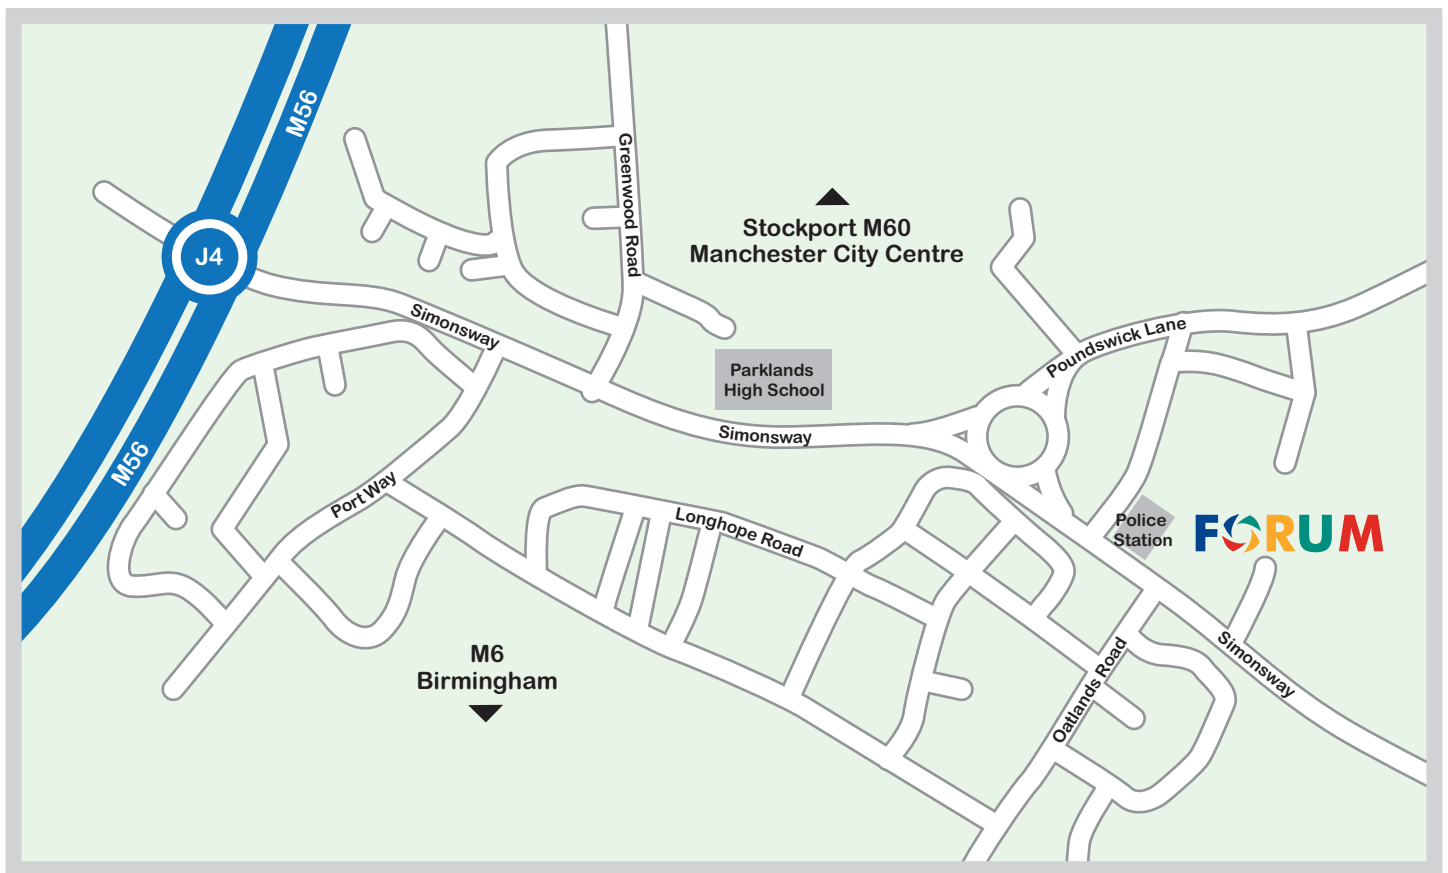 M56
Greenwood Road
Stockport M60
Manchester City Centre
J4
Simonsway
Poundswick Lane
Parklands
High School
Simonsway
M56
Port Way
Longhope Road
Police
Station
FORUM
M6
Birmingham
Oatlands Road
Simonsway